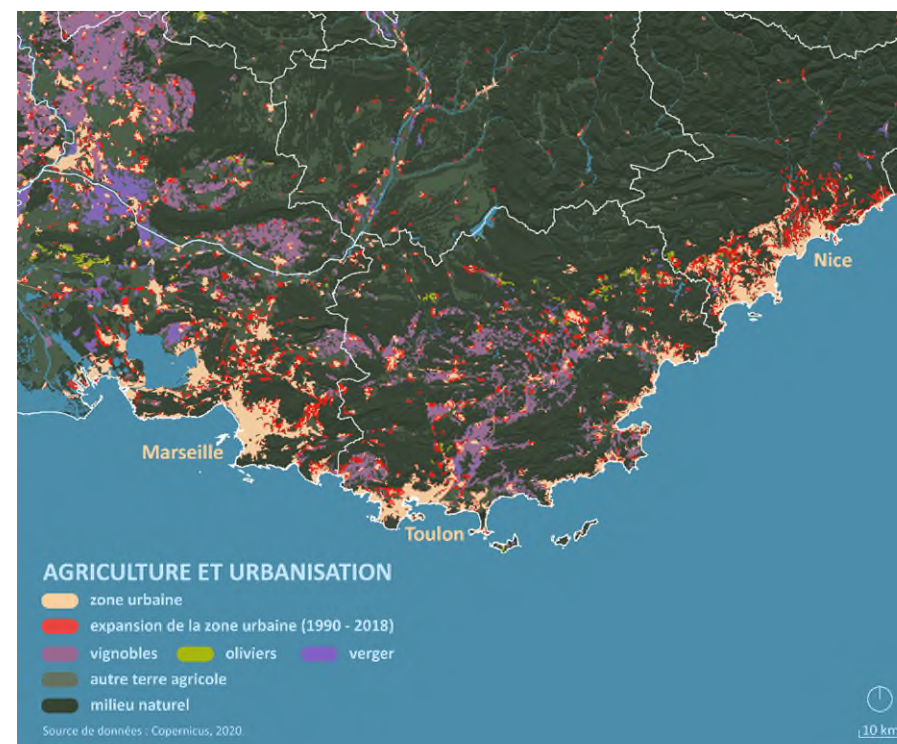 Nice
Marseille
Toulon
AGRICULTURE ET URBANISATION
zone urbaine
expansion de la zone urbaine (1990 - 2018)
vignobles oliviers verger
autre terre agricole
milieu naturel
Source de données : Copernicus, 2020.
10 km